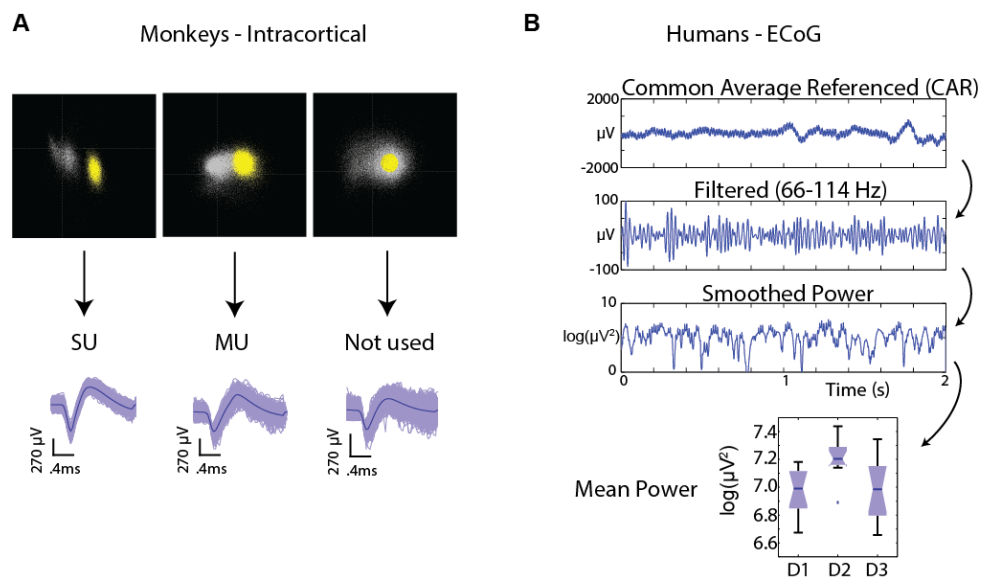 A
Monkeys - Intracortical
SU
MU
Not used
270 µV
.4ms
270 µV
.4ms
270 µV
.4ms
B
Humans - ECoG
Common Average Referenced (CAR)
2000
µV
-2000
Filtered (66-114 Hz)
100
µV
-100
Smoothed Power
10
log(µV²)
0
0 1 2
Time (s)
Mean Power
log(µV²)
7.4
7.2
7.0
6.8
6.6
D1 D2 D3